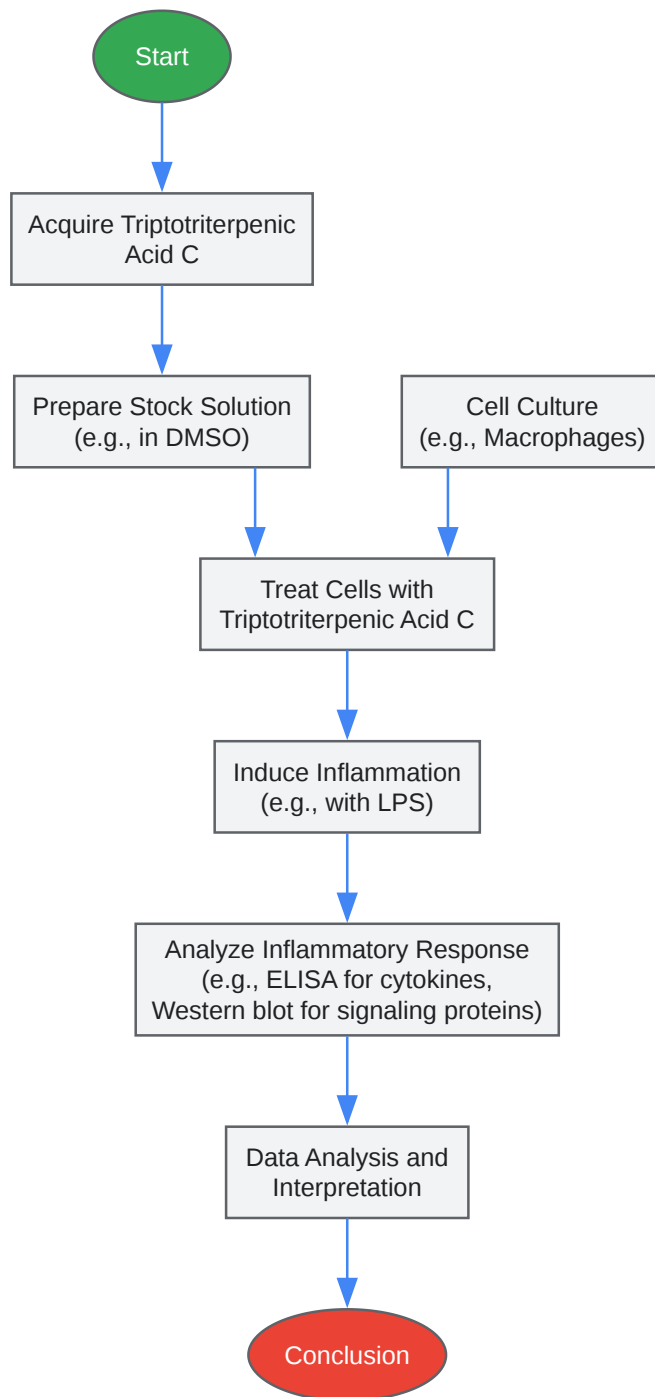 Start
Acquire Triptotriterpenic
Acid C
Prepare Stock Solution
(e.g., in DMSO)
Cell Culture
(e.g., Macrophages)
Treat Cells with
Triptotriterpenic Acid C
Induce Inflammation
(e.g., with LPS)
Analyze Inflammatory Response
(e.g., ELISA for cytokines,
Western blot for signaling proteins)
Data Analysis and
Interpretation
Conclusion